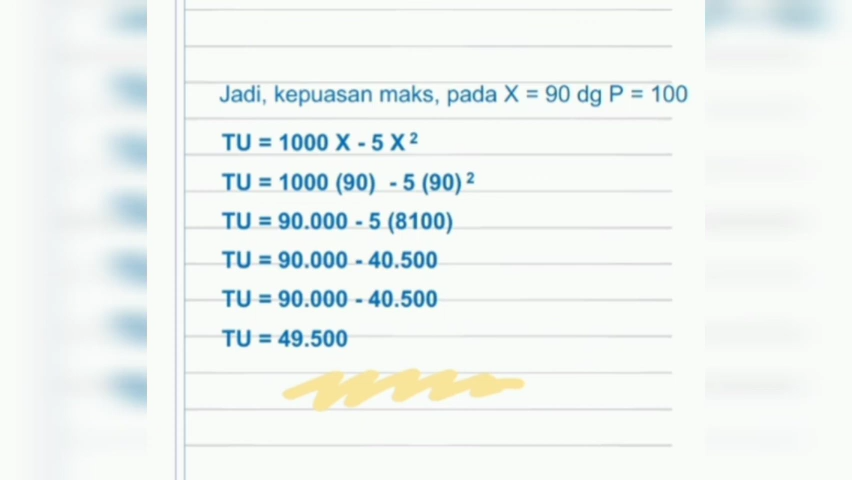 Jadi, kepuasan maks, pada X = 90 dg P = 100
TU = 1000 X - 5 X²
TU = 1000 (90) - 5 (90)²
TU = 90.000 - 5 (8100)
TU = 90.000 - 40.500
TU = 90.000 - 40.500
TU = 49.500